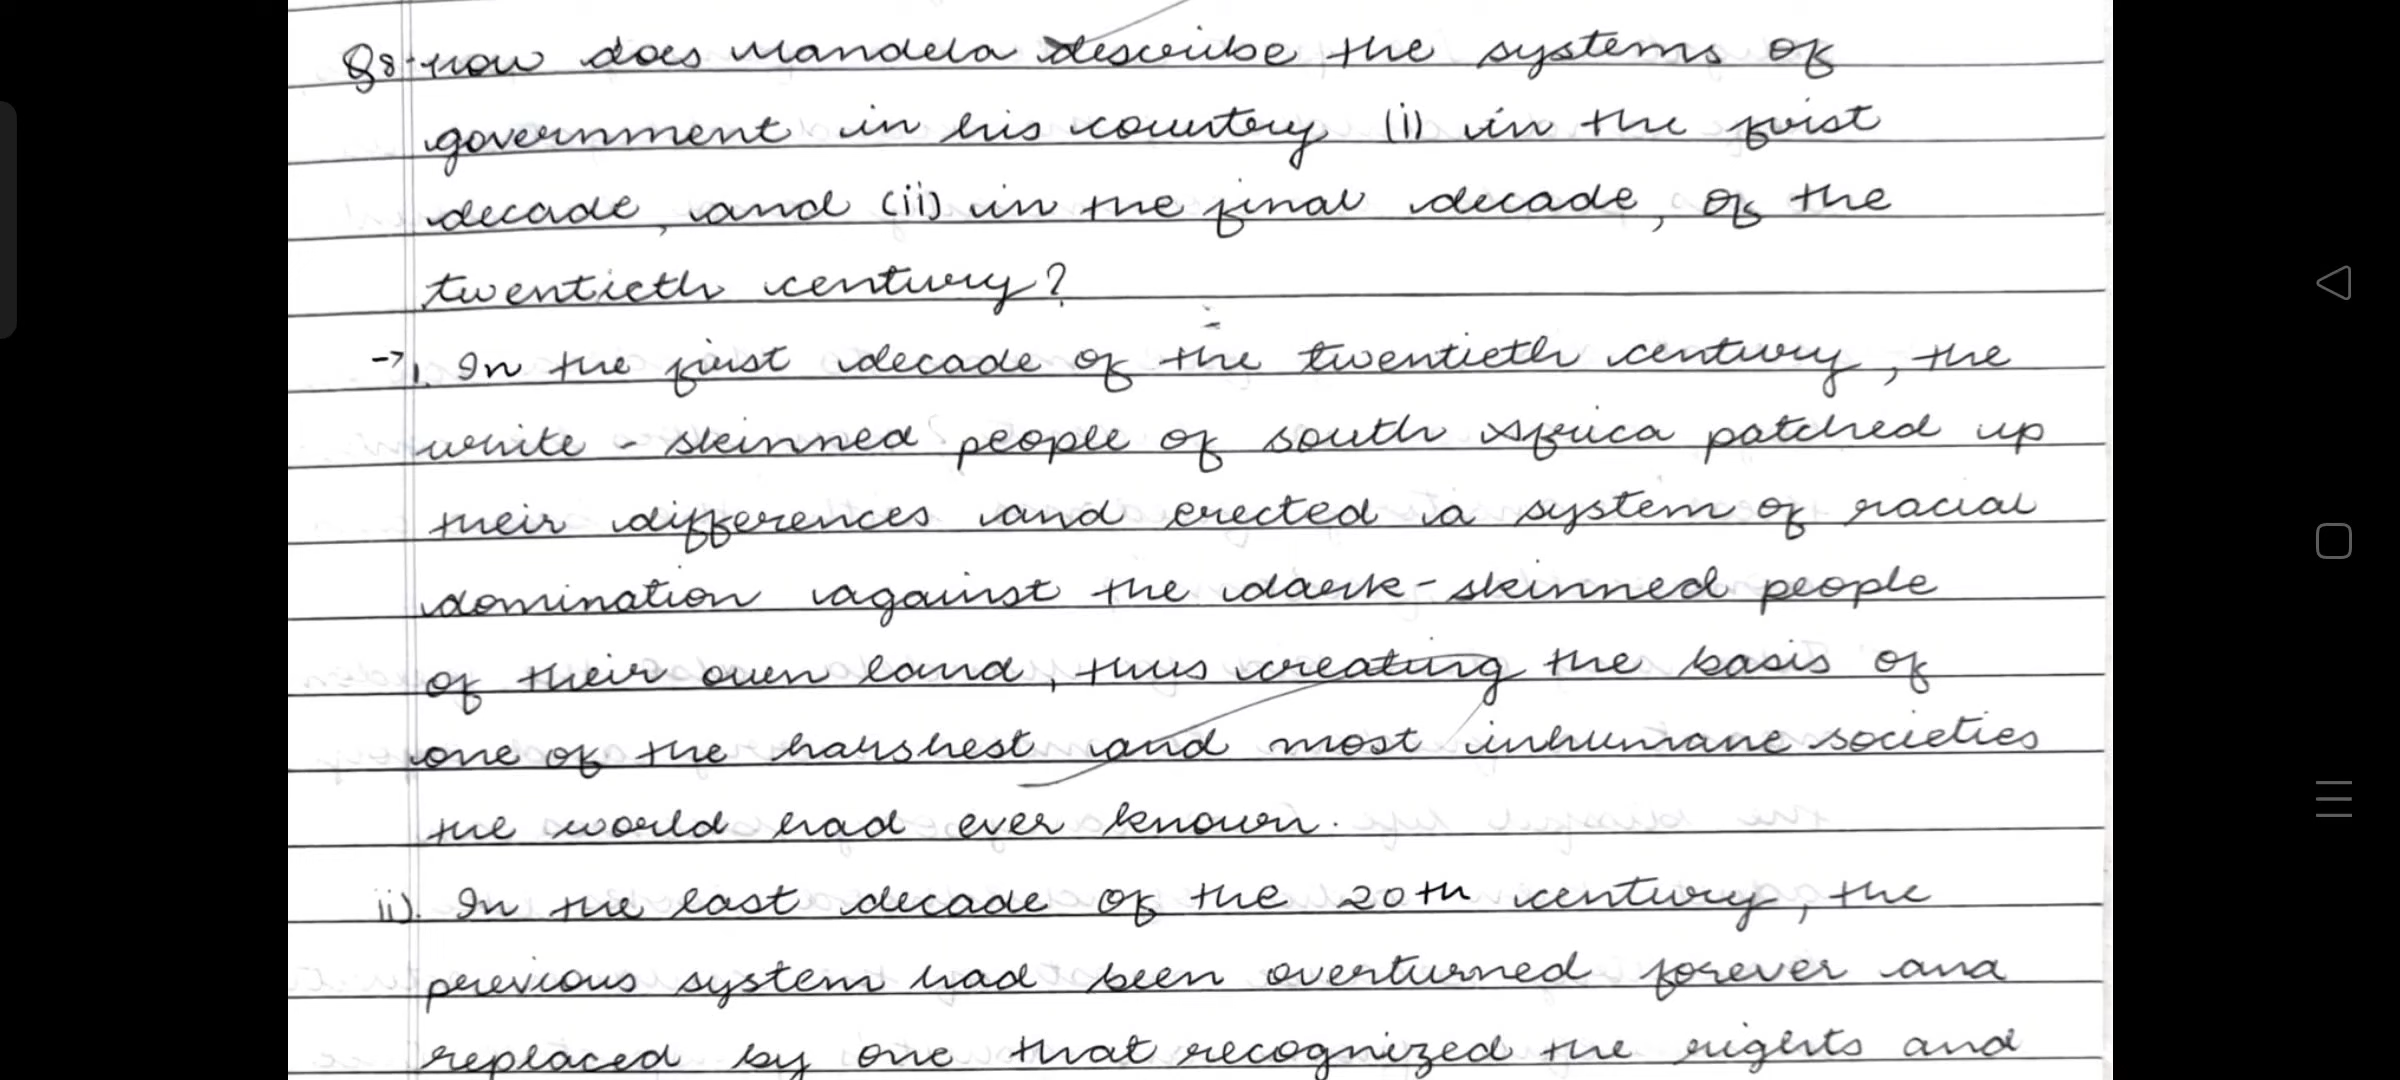 Q8. How does Mandela describe the systems of
government in his country (i) in the first
decade, and (ii) in the final decade, of the
twentieth century?
→ i. In the first decade of the twentieth century, the
white - skinned people of South Africa patched up
their differences and erected a system of racial
domination against the dark - skinned people
of their own land, thus creating the basis of
one of the harshest and most inhumane societies
the world had ever known.
ii). In the last decade of the 20th century, the
previous system had been overturned forever and
replaced by one that recognized the rights and